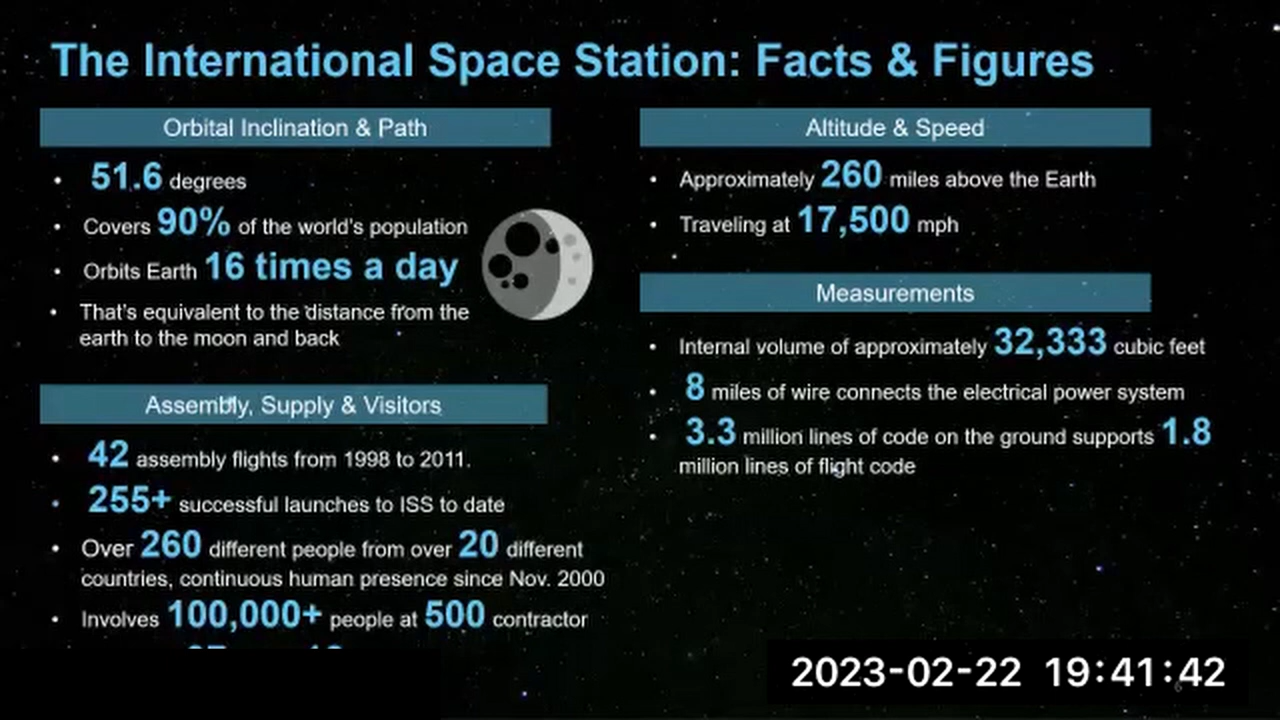 The International Space Station: Facts & Figures
Orbital Inclination & Path
• 51.6 degrees
• Covers 90% of the world's population
• Orbits Earth 16 times a day
• That's equivalent to the distance from the
earth to the moon and back
Assembly, Supply & Visitors
• 42 assembly flights from 1998 to 2011.
• 255+ successful launches to ISS to date
• Over 260 different people from over 20 different
countries, continuous human presence since Nov. 2000
• Involves 100,000+ people at 500 contractor
Altitude & Speed
• Approximately 260 miles above the Earth
• Traveling at 17,500 mph
Measurements
• Internal volume of approximately 32,333 cubic feet
• 8 miles of wire connects the electrical power system
• 3.3 million lines of code on the ground supports 1.8
million lines of flight code
2023-02-22 19:41:42